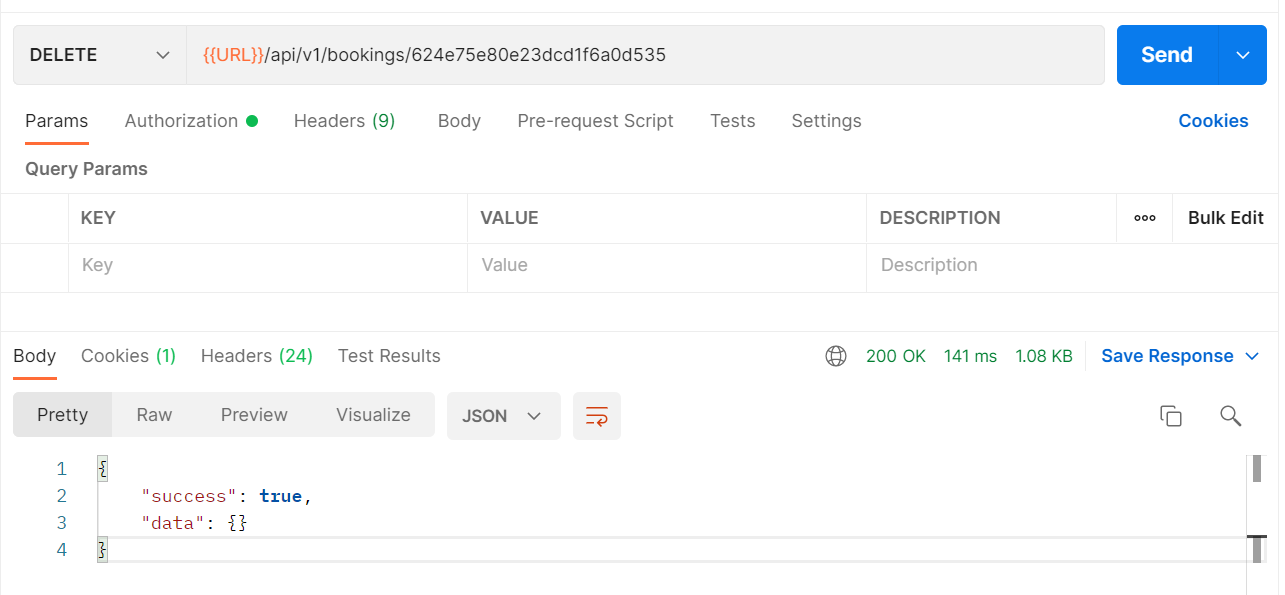 DELETE {{URL}}/api/v1/bookings/624e75e80e23dcd1f6a0d535 Send
Params Authorization Headers (9) Body Pre-request Script Tests Settings Cookies
Query Params
KEY VALUE DESCRIPTION ooo Bulk Edit
Key Value Description
Body Cookies (1) Headers (24) Test Results 200 OK 141 ms 1.08 KB Save Response
Pretty Raw Preview Visualize JSON
1 {
2 "success": true,
3 "data": {}
4 }